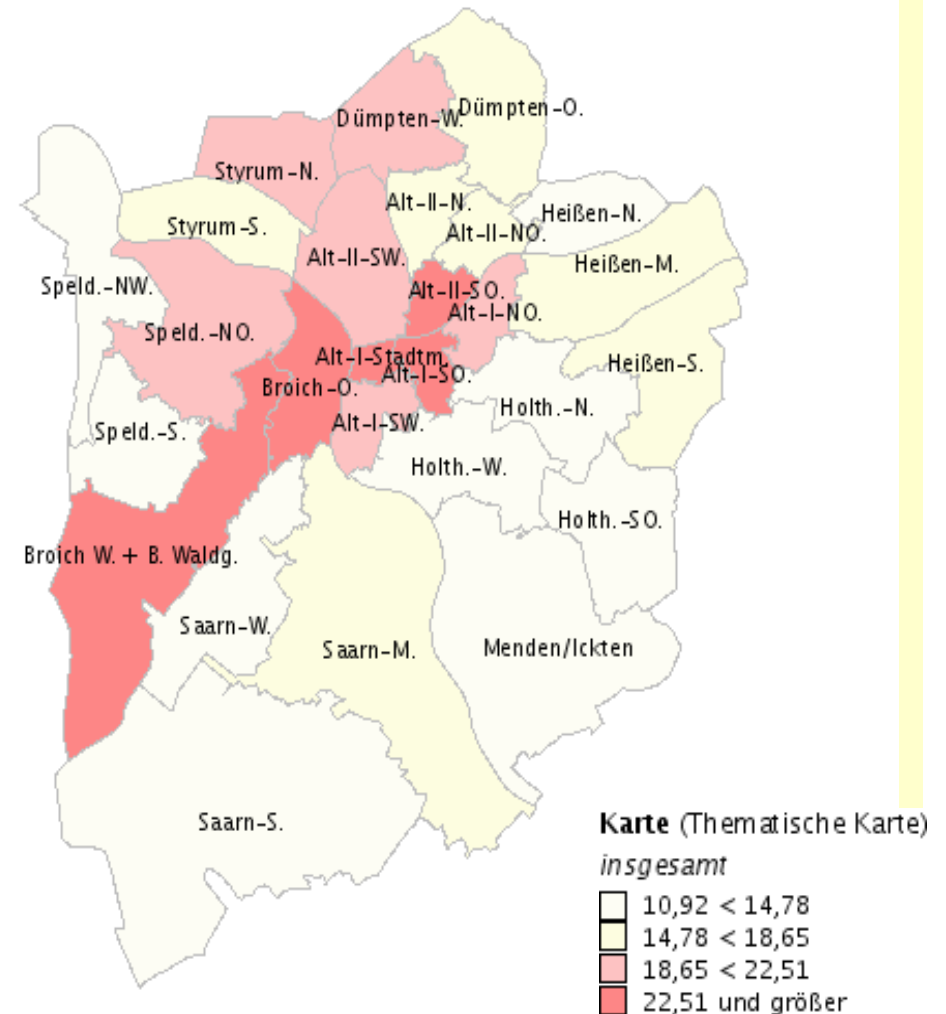 Dümpten-O.
Dümpten-W.
Styrum-N.
Alt-II-N.
Heißen-N.
Styrum-S.
Alt-II-NO.
Alt-II-SW.
Heißen-M.
Speld.-NW.
Alt-II-SO.
Alt-I-NO.
Speld.-NO.
Alt-I-Stadtm.
Heißen-S.
Alt-I-SO.
Broich-O.
Holth.-N.
Alt-I-SW.
Speld.-S.
Holth.-W.
Holth.-SO.
Broich W. + B. Waldg.
Saarn-W.
Saarn-M.
Menden/Ickten
Saarn-S.
Karte (Thematische Karte)
insgesamt
10,92 < 14,78
14,78 < 18,65
18,65 < 22,51
22,51 und größer